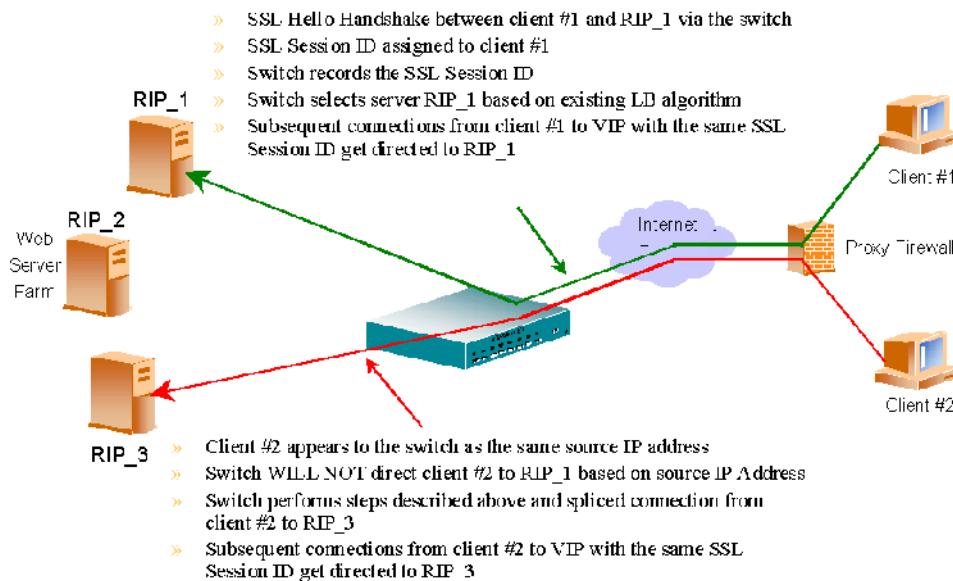 » SSL Hello Handshake between client #1 and RIP_1 via the switch
» SSL Session ID assigned to client #1
» Switch records the SSL Session ID
» Switch selects server RIP_1 based on existing LB algorithm
» Subsequent connections from client #1 to VIP with the same SSL
Session ID get directed to RIP_1
RIP_1
Client #1
RIP_2
Web
Server
Farm
Internet
Proxy Firewall
Client #2
RIP_3
» Client #2 appears to the switch as the same source IP address
» Switch WILL NOT direct client #2 to RIP_1 based on source IP Address
» Switch performs steps described above and spliced connection from
client #2 to RIP_3
» Subsequent connections from client #2 to VIP with the same SSL
Session ID get directed to RIP_3